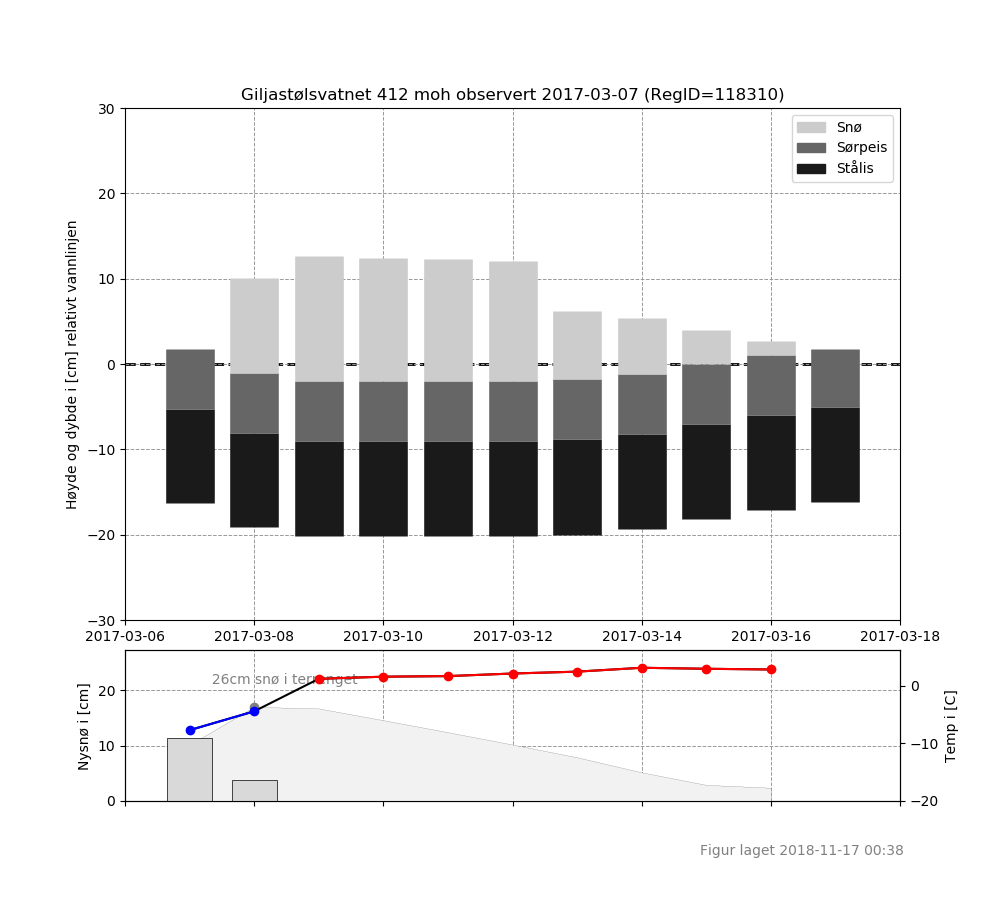 Giljastølsvatnet 412 moh observert 2017-03-07 (RegID=118310)
Høyde og dybde i [cm] relativt vannlinjen
30
20
10
0
−10
−20
−30
Snø
Sørpeis
Stålis
2017-03-06
2017-03-08
2017-03-10
2017-03-12
2017-03-14
2017-03-16
2017-03-18
Nysnø i [cm]
20
10
0
26cm snø i terrenget
0
−10
−20
Temp i [C]
Figur laget 2018-11-17 00:38